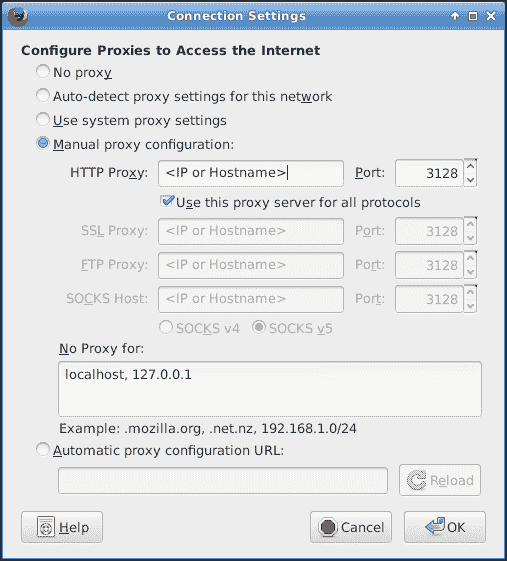 Connection Settings
Configure Proxies to Access the Internet
No proxy
Auto-detect proxy settings for this network
Use system proxy settings
Manual proxy configuration:
HTTP Proxy: <IP or Hostname> Port: 3128
Use this proxy server for all protocols
SSL Proxy: <IP or Hostname> Port: 3128
FTP Proxy: <IP or Hostname> Port: 3128
SOCKS Host: <IP or Hostname> Port: 3128
SOCKS v4 SOCKS v5
No Proxy for:
localhost, 127.0.0.1
Example: .mozilla.org, .net.nz, 192.168.1.0/24
Automatic proxy configuration URL:
Reload
Help Cancel OK